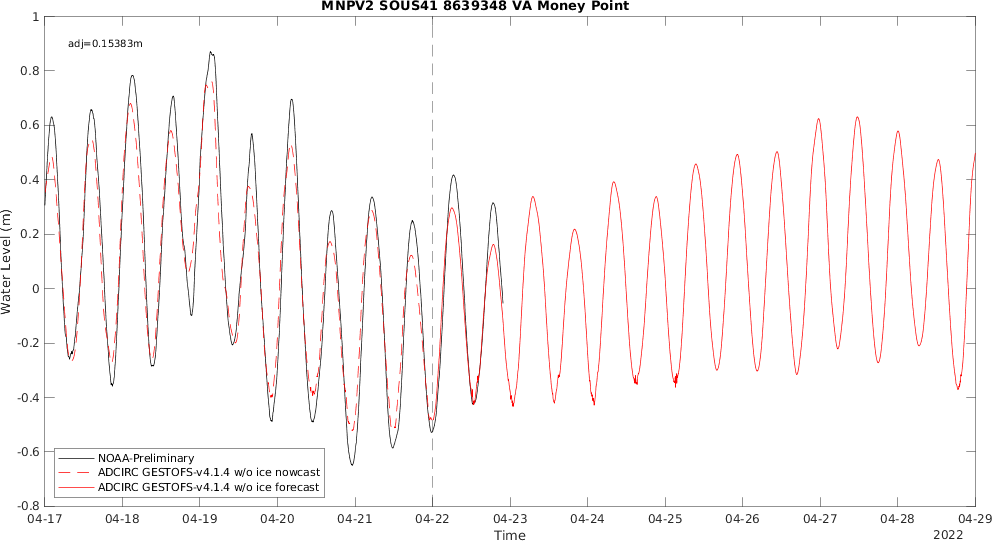 MNPV2 SOUS41 8639348 VA Money Point
adj=0.15383m
1
0.8
0.6
0.4
0.2
0
-0.2
-0.4
-0.6
-0.8
Water Level (m)
NOAA-Preliminary
ADCIRC GESTOFS-v4.1.4 w/o ice nowcast
ADCIRC GESTOFS-v4.1.4 w/o ice forecast
04-17 04-18 04-19 04-20 04-21 04-22 04-23 04-24 04-25 04-26 04-27 04-28 04-29
Time
2022